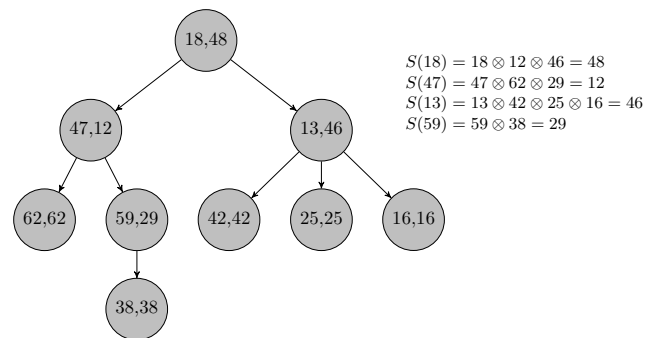 18,48
S(18) = 18 ⊗ 12 ⊗ 46 = 48
S(47) = 47 ⊗ 62 ⊗ 29 = 12
S(13) = 13 ⊗ 42 ⊗ 25 ⊗ 16 = 46
S(59) = 59 ⊗ 38 = 29
47,12
13,46
62,62
59,29
42,42
25,25
16,16
38,38